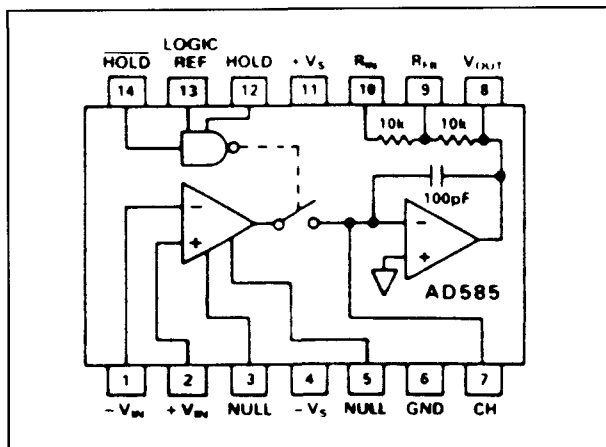 LOGIC
HOLD REF HOLD + VS RIN RFB VOUT
14 13 12 11 10 9 8
10k 10k
100pF
−
+
−
+
AD585
1 2 3 4 5 6 7
− VIN + VIN NULL − VS NULL GND CH